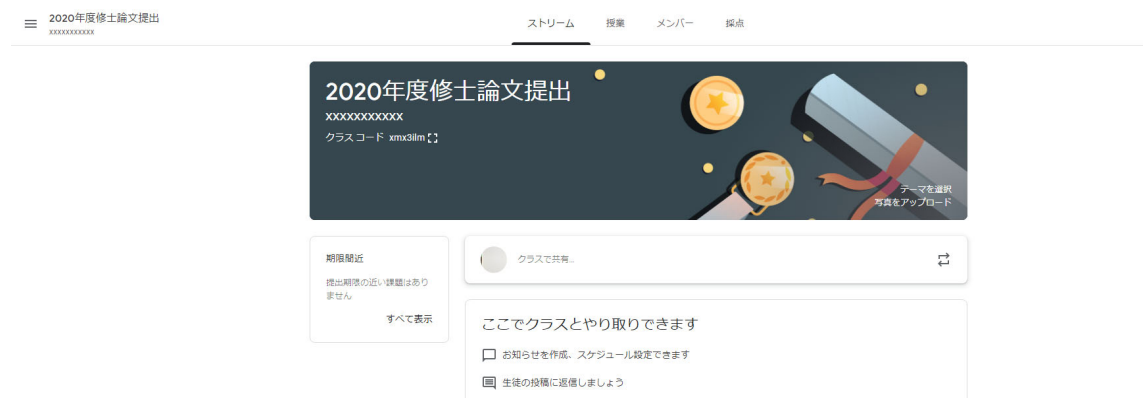 2020年度修士論文提出
xxxxxxxxxxx
ストリーム 授業 メンバー 採点
2020年度修士論文提出
xxxxxxxxxxx
クラス コード xmx3ilm
テーマを選択
写真をアップロード
期限間近
提出期限の近い課題はあり
ません
すべて表示
クラスで共有...
ここでクラスとやり取りできます
お知らせを作成、スケジュール設定できます
生徒の投稿に返信しましょう